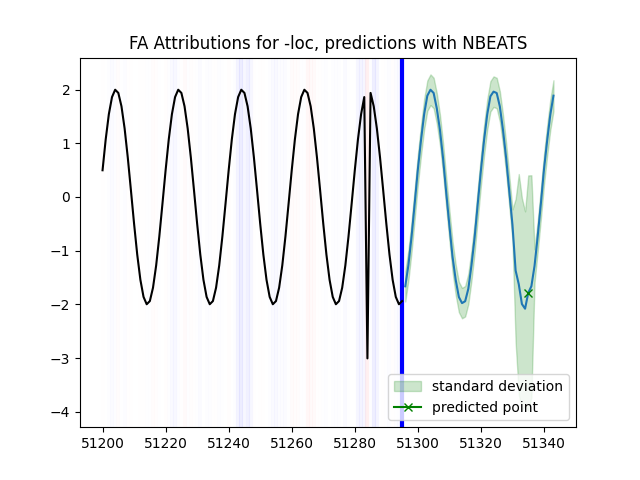 FA Attributions for -loc, predictions with NBEATS
2
1
0
−1
−2
−3
−4
standard deviation
predicted point
51200 51220 51240 51260 51280 51300 51320 51340